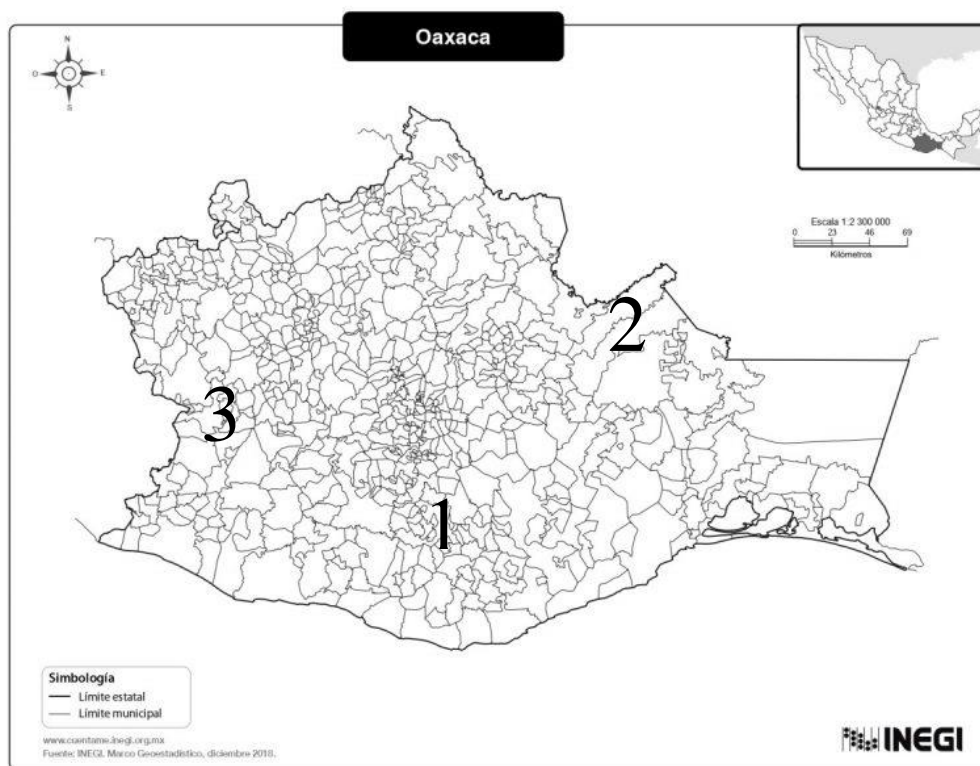 Oaxaca
N
O
E
S
Escala 1:2 300 000
0 23 46 69
Kilómetros
2
3
1
Simbología
Límite estatal
Límite municipal
www.cuentame.inegi.org.mx
Fuente: INEGI. Marco Geoestadístico, diciembre 2018.
INEGI